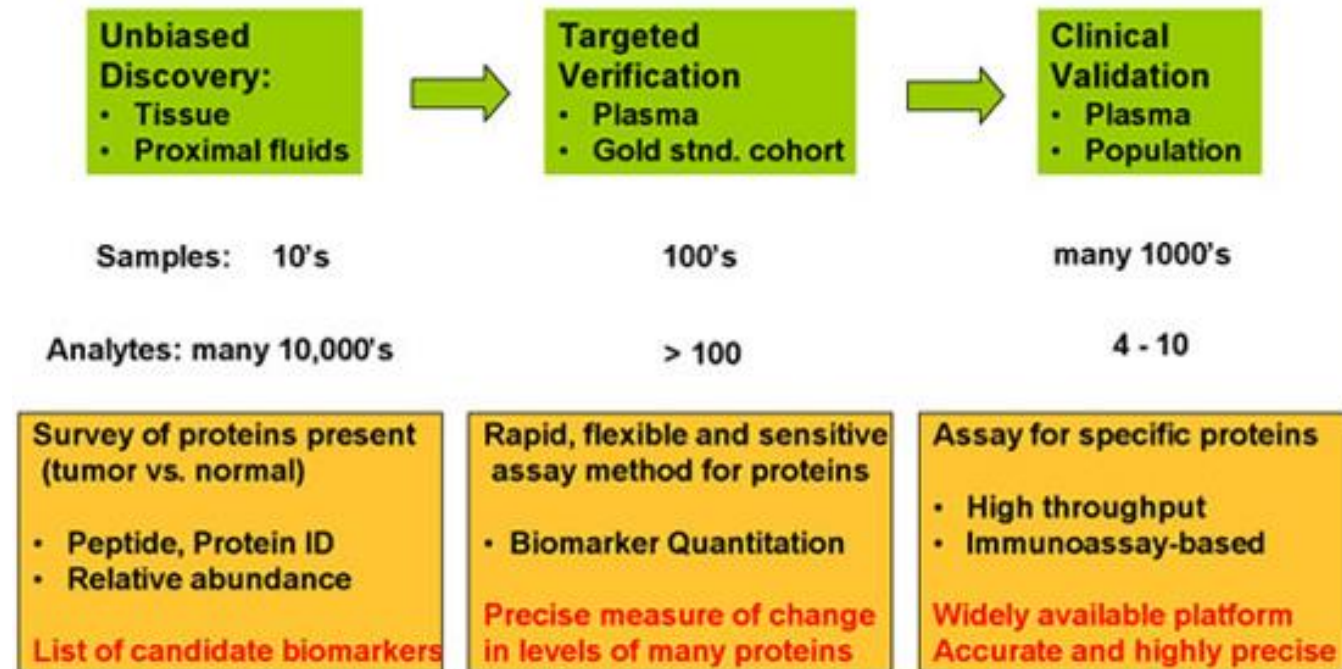 Unbiased
Discovery:
• Tissue
• Proximal fluids
Targeted
Verification
• Plasma
• Gold stnd. cohort
Clinical
Validation
• Plasma
• Population
Samples: 10's
100's
many 1000's
Analytes: many 10,000's
> 100
4 - 10
Survey of proteins present
(tumor vs. normal)
• Peptide, Protein ID
• Relative abundance
List of candidate biomarkers
Rapid, flexible and sensitive
assay method for proteins
• Biomarker Quantitation
Precise measure of change
in levels of many proteins
Assay for specific proteins
• High throughput
• Immunoassay-based
Widely available platform
Accurate and highly precise